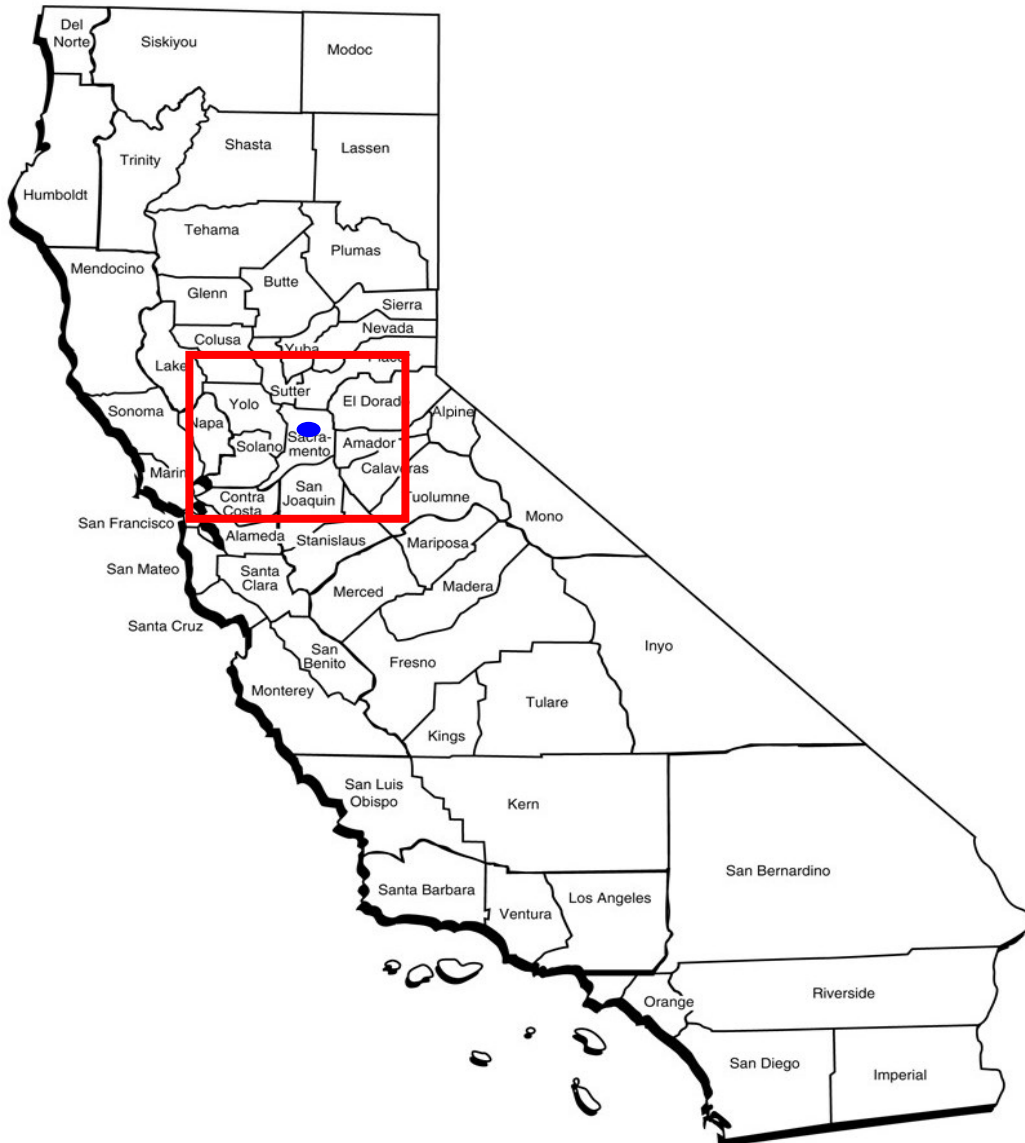 Del
Norte
Siskiyou
Modoc
Shasta
Lassen
Trinity
Humboldt
Tehama
Plumas
Mendocino
Butte
Glenn
Sierra
Nevada
Colusa
Yuba
Lake
Sutter
El Dorad
Yolo
Sonoma
Napa
Alpine
Sacra-
mento
Solano
Amador
Marin
Calaveras
San
Joaquin
Contra
Costa
Tuolumne
San Francisco
Mono
Alameda
Stanislaus
Mariposa
San Mateo
Santa
Clara
Merced
Madera
Santa Cruz
San
Benito
Fresno
Inyo
Monterey
Tulare
Kings
San Luis
Obispo
Kern
San Bernardino
Santa Barbara
Los Angeles
Ventura
Riverside
Orange
San Diego
Imperial